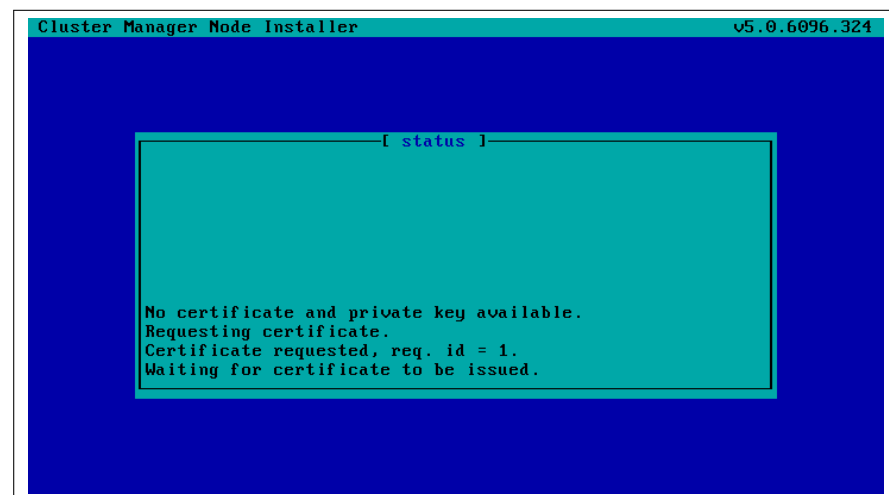 Cluster Manager Node Installer v5.0.6096.324
[ status ]
No certificate and private key available.
Requesting certificate.
Certificate requested, req. id = 1.
Waiting for certificate to be issued.